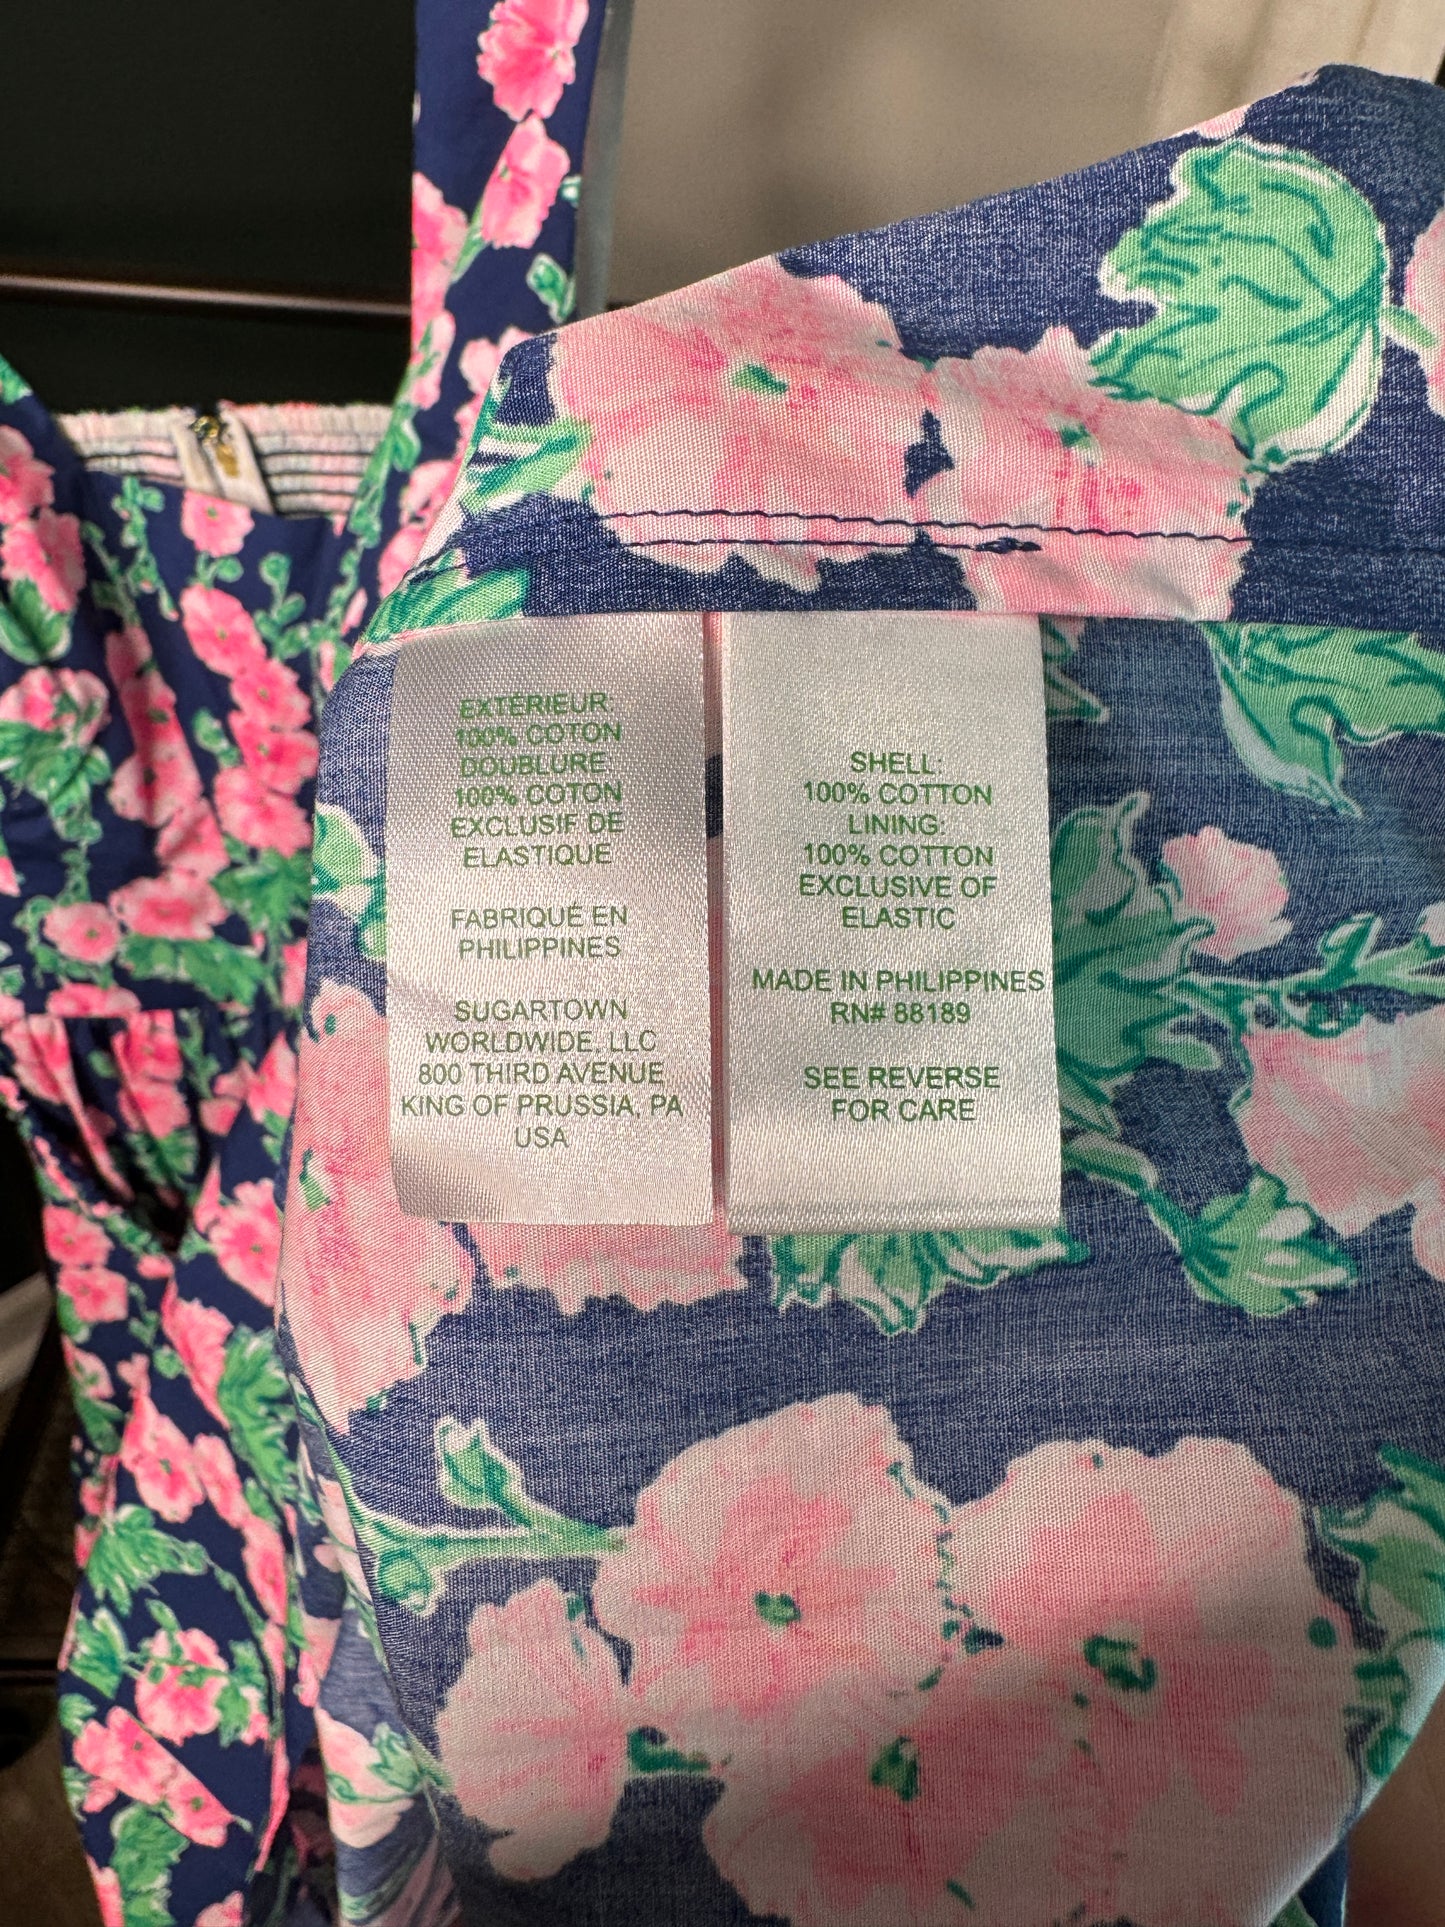 EXTÉRIEUR:
100% COTON
DOUBLURE
100% COTON
EXCLUSIF DE
ELASTIQUE
FABRIQUÉ EN
PHILIPPINES
SUGARTOWN
WORLDWIDE, LLC
800 THIRD AVENUE
KING OF PRUSSIA, PA
USA
SHELL:
100% COTTON
LINING:
100% COTTON
EXCLUSIVE OF
ELASTIC
MADE IN PHILIPPINES
RN# 88189
SEE REVERSE
FOR CARE